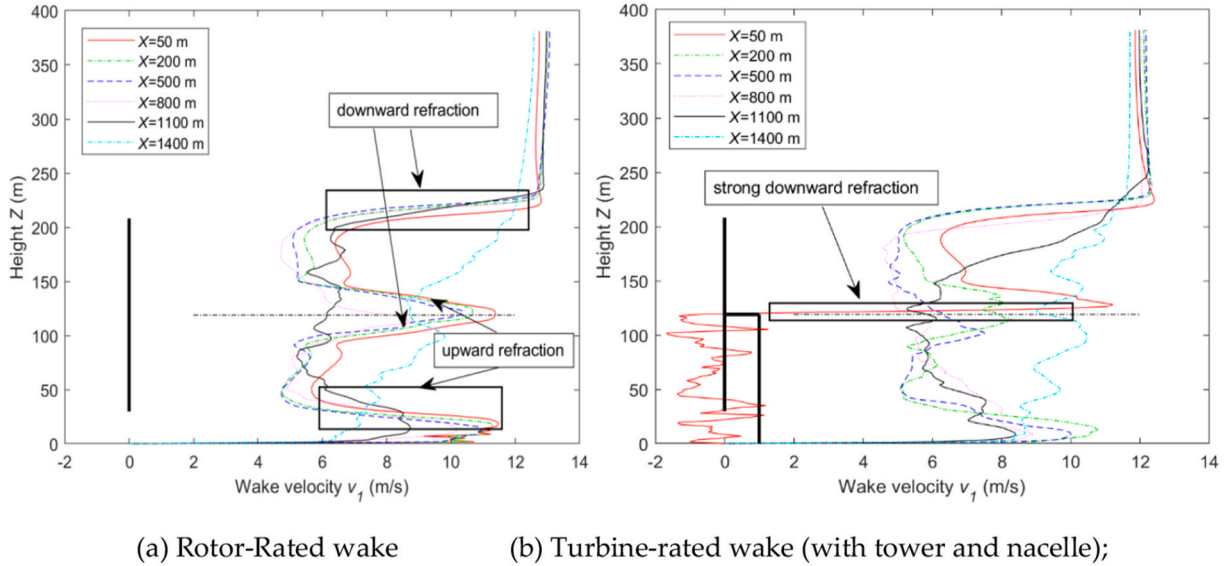 400
350
300
250
200
150
100
50
0
Height Z (m)
X=50 m
X=200 m
X=500 m
X=800 m
X=1100 m
X=1400 m
downward refraction
upward refraction
-2 0 2 4 6 8 10 12 14
Wake velocity v1 (m/s)
400
350
300
250
200
150
100
50
0
Height Z (m)
X=50 m
X=200 m
X=500 m
X=800 m
X=1100 m
X=1400 m
strong downward refraction
-2 0 2 4 6 8 10 12 14
Wake velocity v1 (m/s)
(a) Rotor-Rated wake
(b) Turbine-rated wake (with tower and nacelle);